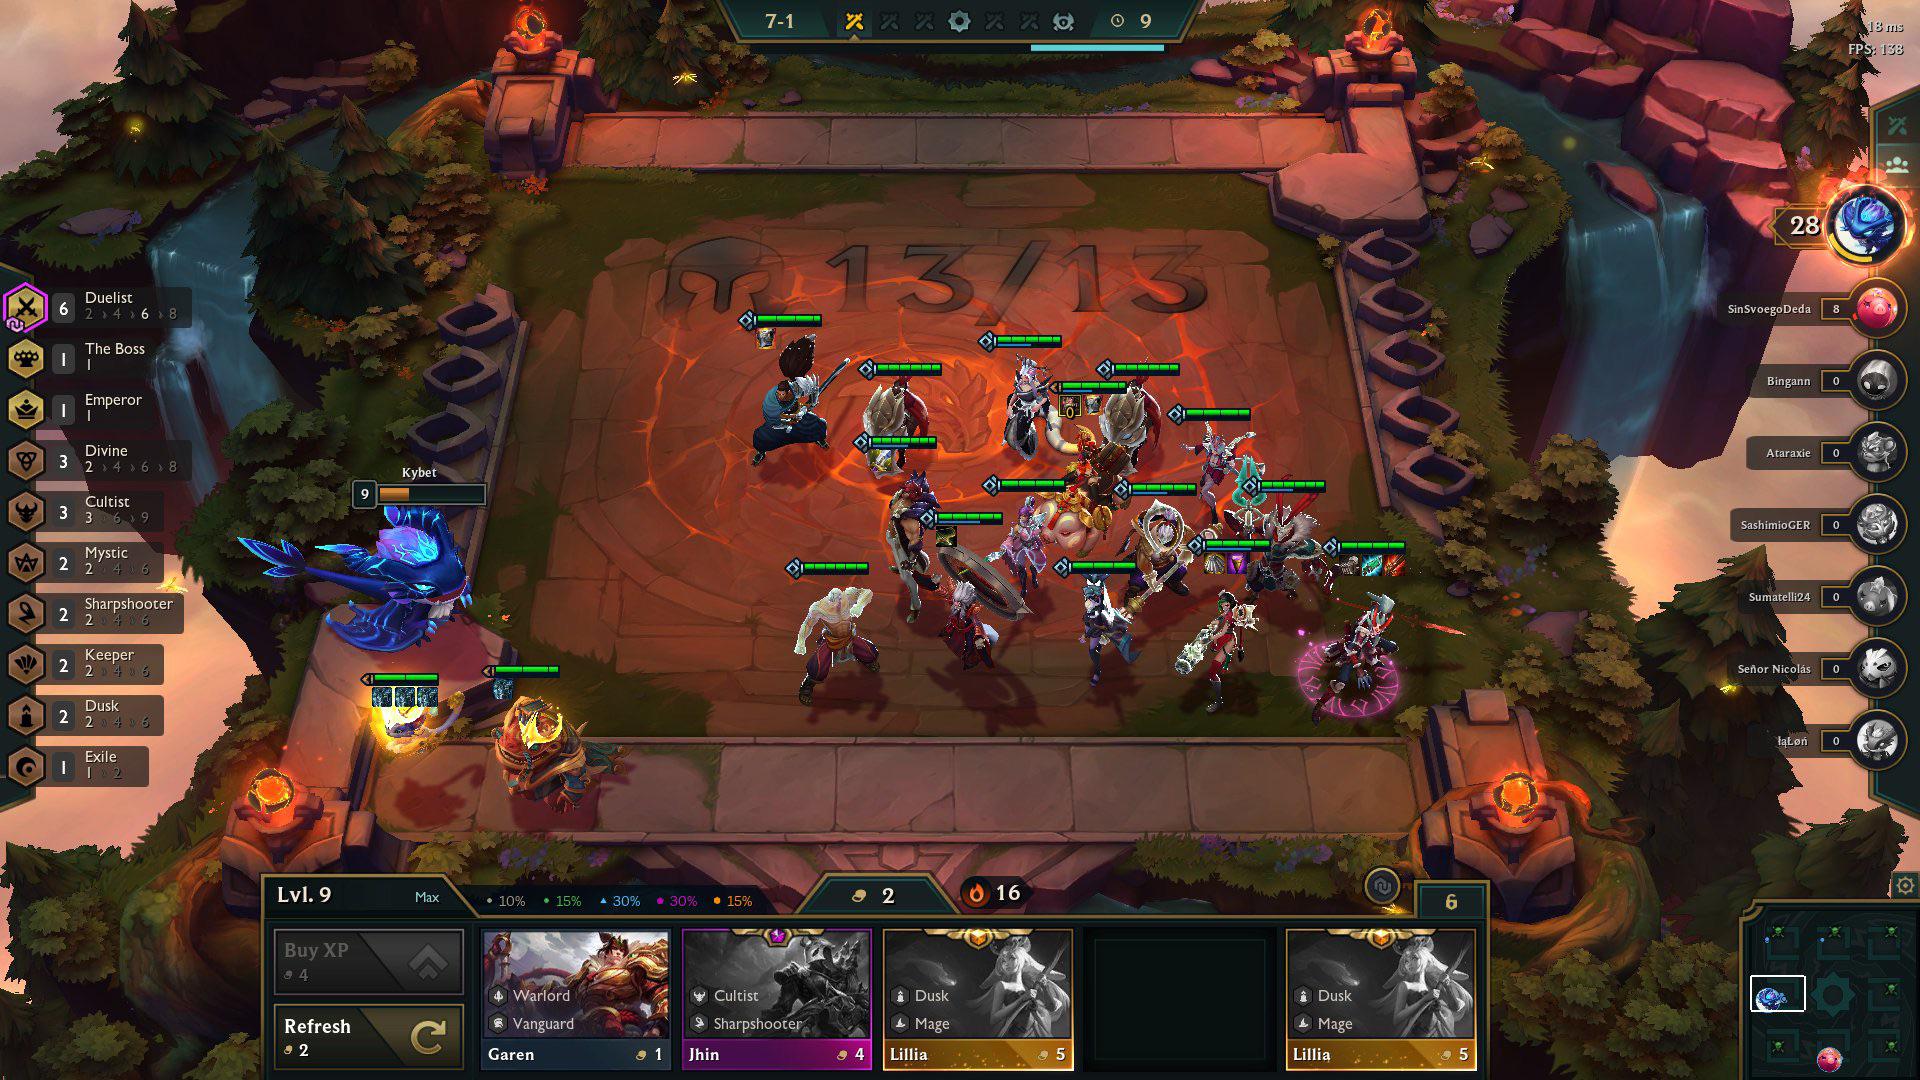 7-1
9
18 ms
FPS: 138
13/13
28
6
Duelist
2 › 4 › 6 › 8
1
The Boss
1
1
Emperor
1
3
Divine
2 › 4 › 6 › 8
3
Cultist
3 › 6 › 9
2
Mystic
2 › 4 › 6
2
Sharpshooter
2 › 4 › 6
2
Keeper
2 › 4 › 6
2
Dusk
2 › 4 › 6
1
Exile
1 › 2
Kybet
9
0
SinSvoegoDeda
8
Bingann
0
Ataraxie
0
SashimioGER
0
Sumatelli24
0
Señor Nicolás
0
0
Lvl. 9
Max
10%
15%
30%
30%
15%
2
16
6
Buy XP
4
Refresh
2
Warlord
Vanguard
Garen
1
Cultist
Sharpshooter
Jhin
4
Dusk
Mage
Lillia
5
Dusk
Mage
Lillia
5